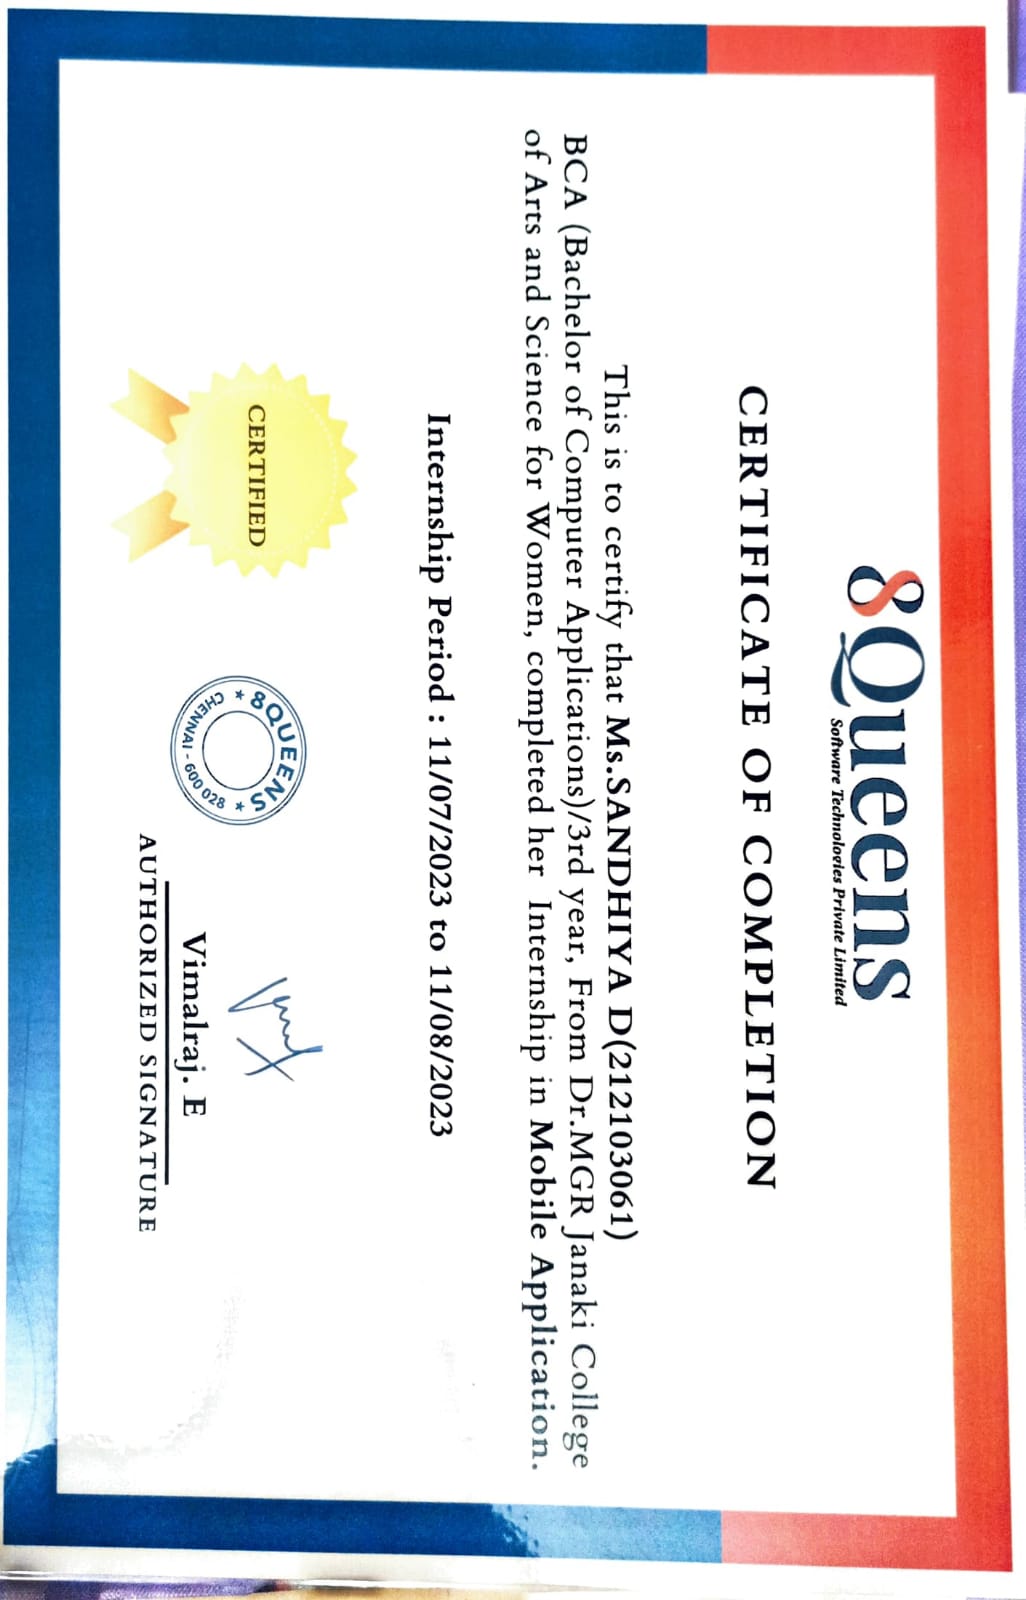 8Queens
Software Technologies Private Limited
CERTIFICATE OF COMPLETION
This is to certify that Ms.SANDHIYA D(212103061)
BCA (Bachelor of Computer Applications)/3rd year, From Dr.MGR Janaki College
of Arts and Science for Women, completed her Internship in Mobile Application.
Internship Period : 11/07/2023 to 11/08/2023
CERTIFIED
8QUEENS
CHENNAI - 600 028
Vimalraj. E
AUTHORIZED SIGNATURE